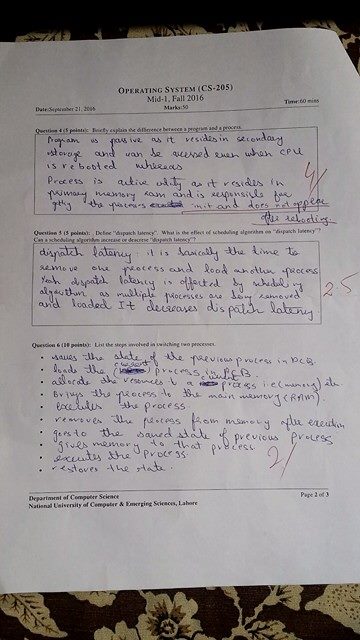 OPERATING SYSTEM (CS-205)
Mid-1, Fall 2016
Date:September 21, 2016 Marks:50 Time:60 mins
Question 4 (5 points): Briefly explain the difference between a program and a process.
Program is passive as it resides in secondary
storage and can be accessed even when CPU
is rebooted whereas
Process is active entity as it resides in
primary memory ram and is responsible for
the processes in it and does not appear
after rebooting.
4/
Question 5 (5 points): Define "dispatch latency". What is the effect of scheduling algorithm on "dispatch latency"?
Can a scheduling algorithm increase or decrease "dispatch latency"?
dispatch latency: it is basically the time to
remove one process and load another process
Yeah dispatch latency is affected by scheduling
algorithm as multiple processes are being removed
and loaded It decreases dispatch latency
2.5
Question 6 (10 points): List the steps involved in switching two processes.
• saves the state of the previous process in PCB.
• loads the (current) process in PCB
• allocate the resources to a process i.e (memory) etc
• Brings the process to the main memory (RAM).
• Executes the process.
• removes the process from memory after execution
• goes to the saved state of previous process
• gives memory to that process
• executes the process
• restores the state.
2/
Department of Computer Science Page 2 of 3
National University of Computer & Emerging Sciences, Lahore